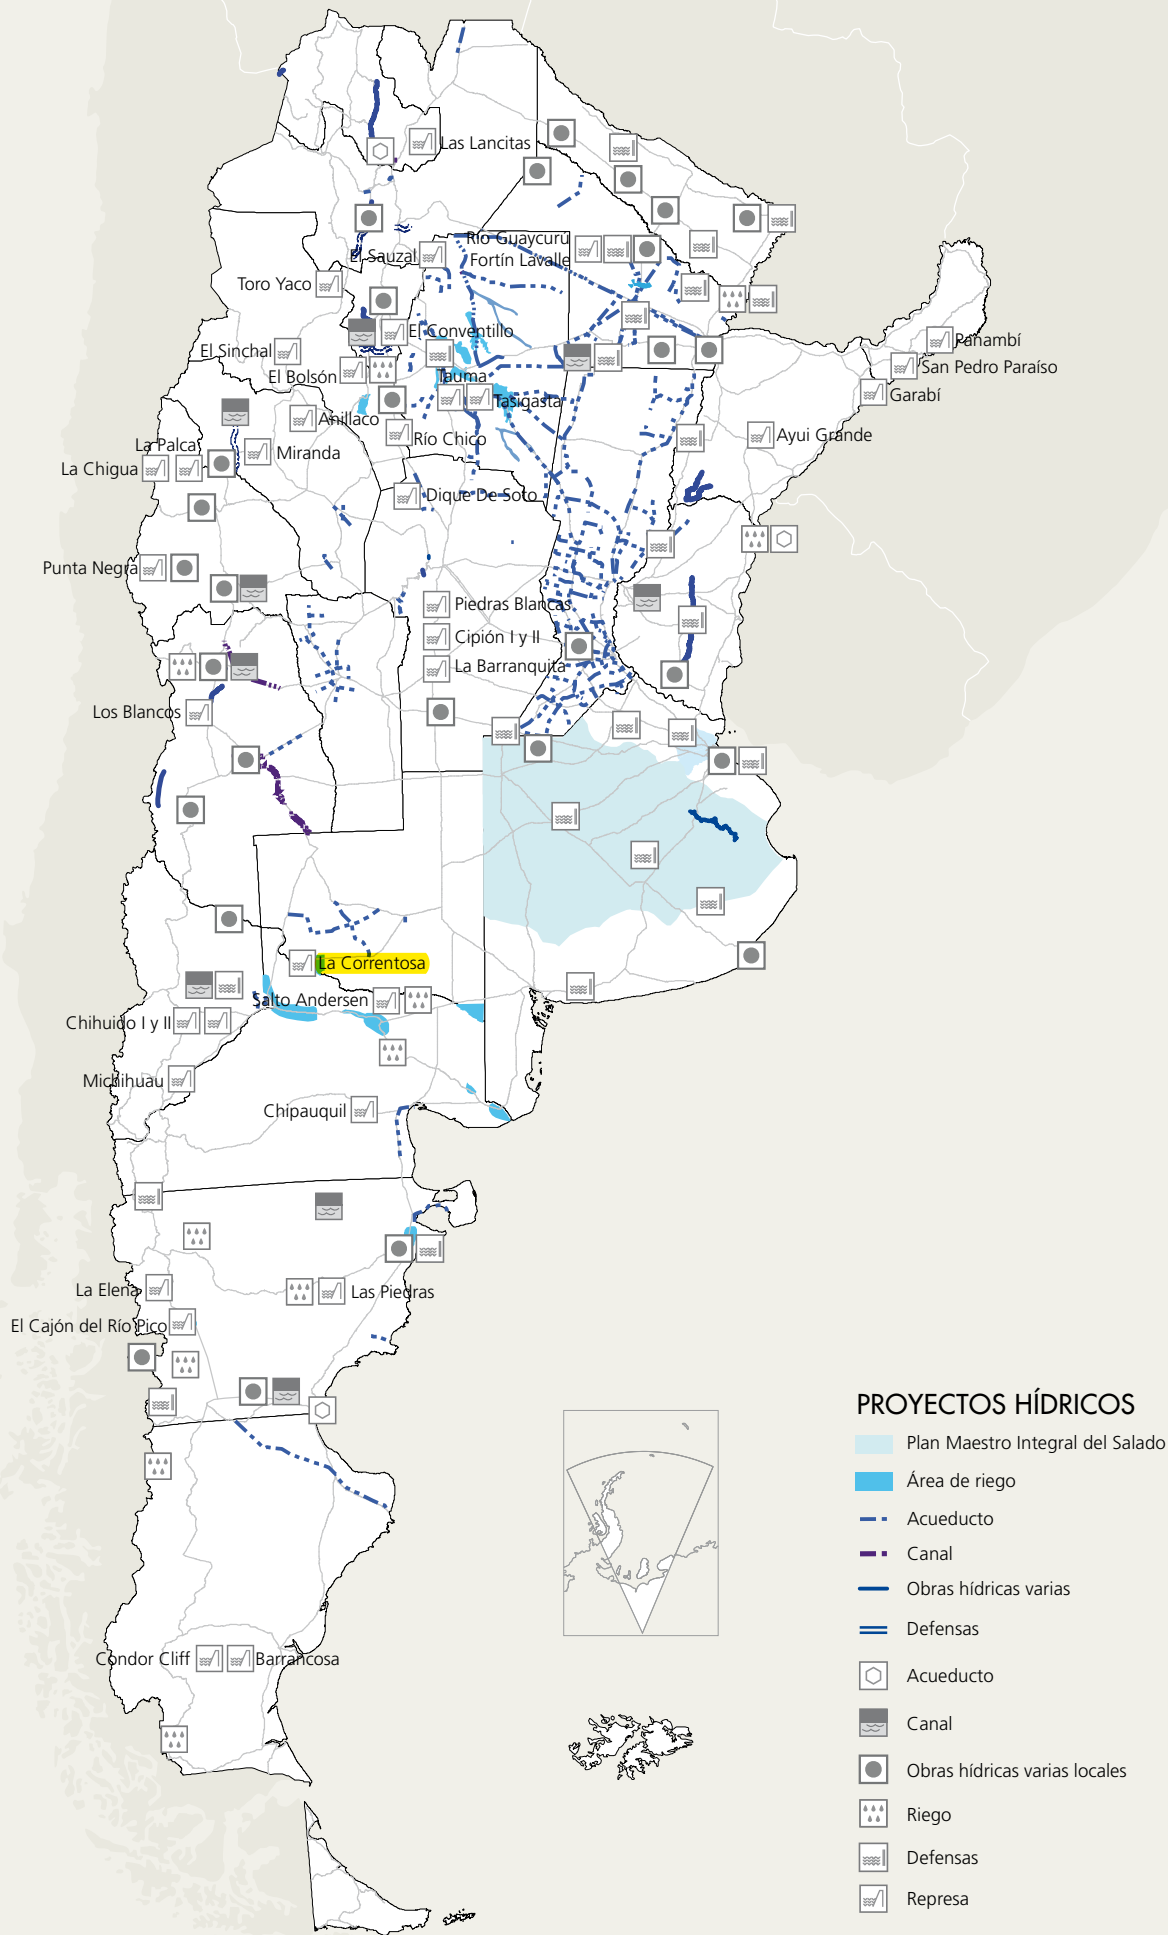 Las Lancitas
Río Guaycurú
El Sauzal
Fortín Lavalle
Toro Yaco
El Conventillo
El Sinchal
Panambí
San Pedro Paraíso
El Bolsón
Tauma
Garabí
Tasigasta
Anillaco
Río Chico
Ayui Grande
La Palca
Miranda
La Chigua
Dique De Soto
Punta Negra
Piedras Blancas
Cipión I y II
La Barranquita
Los Blancos
La Correntosa
Salto Andersen
Chihuido I y II
Michihuau
Chipauquil
La Elena
Las Piedras
El Cajón del Río Pico
Cóndor Cliff
Barrancosa
PROYECTOS HÍDRICOS
Plan Maestro Integral del Salado
Área de riego
Acueducto
Canal
Obras hídricas varias
Defensas
Acueducto
Canal
Obras hídricas varias locales
Riego
Defensas
Represa